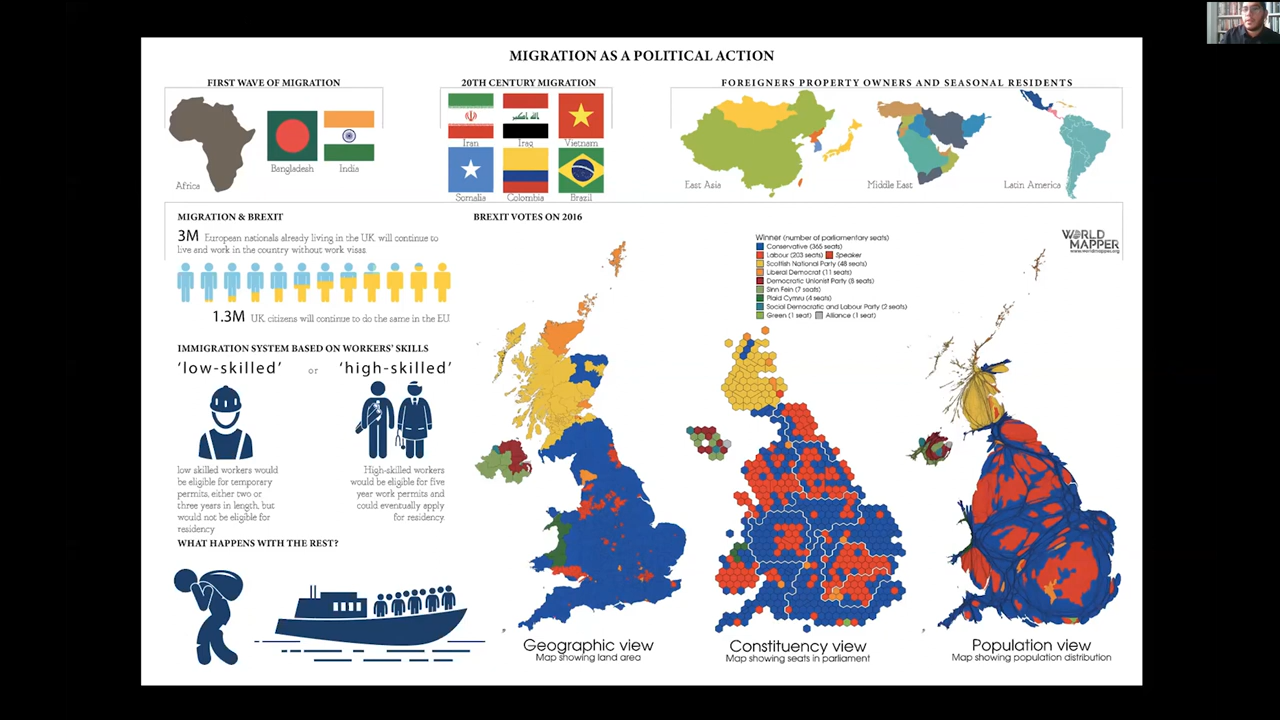 MIGRATION AS A POLITICAL ACTION
FIRST WAVE OF MIGRATION
20TH CENTURY MIGRATION
FOREIGNERS PROPERTY OWNERS AND SEASONAL RESIDENTS
Africa
Bangladesh
India
Iran
Iraq
Vietnam
Somalia
Colombia
Brazil
East Asia
Middle East
Latin America
MIGRATION & BREXIT
3M European nationals already living in the UK will continue to
live and work in the country without work visas.
1.3M UK citizens will continue to do the same in the EU
IMMIGRATION SYSTEM BASED ON WORKERS' SKILLS
'low-skilled' or 'high-skilled'
low skilled workers would
be eligible for temporary
permits, either two or
three years in length, but
would not be eligible for
residency
High-skilled workers
would be eligible for five
year work permits and
could eventually apply
for residency.
WHAT HAPPENS WITH THE REST?
BREXIT VOTES ON 2016
Winner (number of parliamentary seats)
Conservative (365 seats)
Labour (203 seats) Speaker
Scottish National Party (48 seats)
Liberal Democrat (11 seats)
Democratic Unionist Party (8 seats)
Sinn Fein (7 seats)
Plaid Cymru (4 seats)
Social Democratic and Labour Party (2 seats)
Green (1 seat) Alliance (1 seat)
WORLD
MAPPER
www.worldmapper.org
Geographic view
Map showing land area
Constituency view
Map showing seats in parliament
Population view
Map showing population distribution